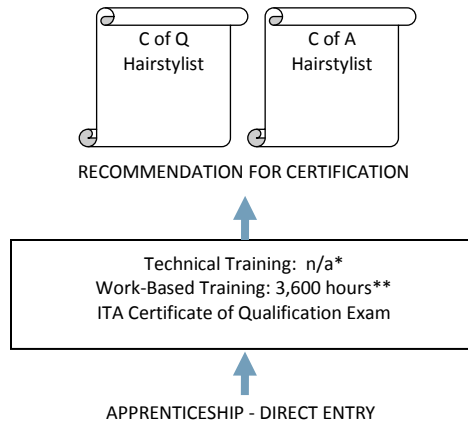 C of Q
Hairstylist
C of A
Hairstylist
RECOMMENDATION FOR CERTIFICATION
Technical Training: n/a*
Work-Based Training: 3,600 hours**
ITA Certificate of Qualification Exam
APPRENTICESHIP - DIRECT ENTRY